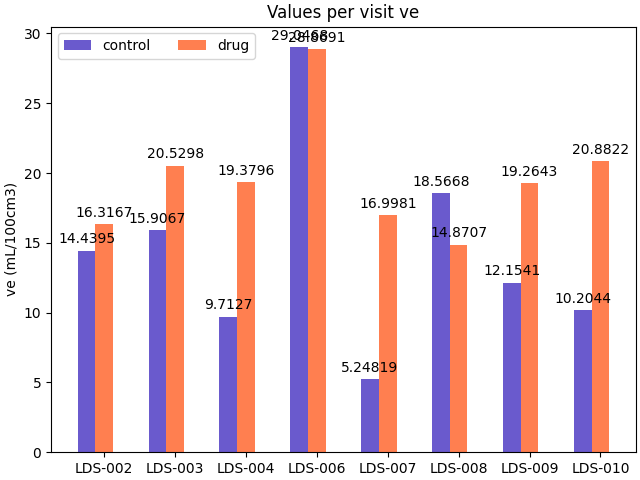 Values per visit ve
control
drug
ve (mL/100cm3)
30
25
20
15
10
5
0
14.4395
16.3167
15.9067
20.5298
9.7127
19.3796
29.0468
5.24819
16.9981
18.5668
14.8707
12.1541
19.2643
10.2044
20.8822
LDS-002
LDS-003
LDS-004
LDS-006
LDS-007
LDS-008
LDS-009
LDS-010